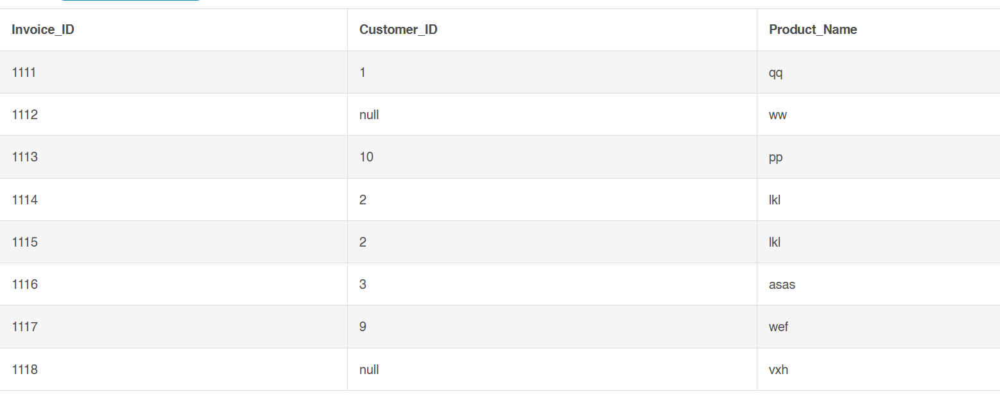 Invoice_ID Customer_ID Product_Name
1111 1 qq
1112 null ww
1113 10 pp
1114 2 lkl
1115 2 lkl
1116 3 asas
1117 9 wef
1118 null vxh